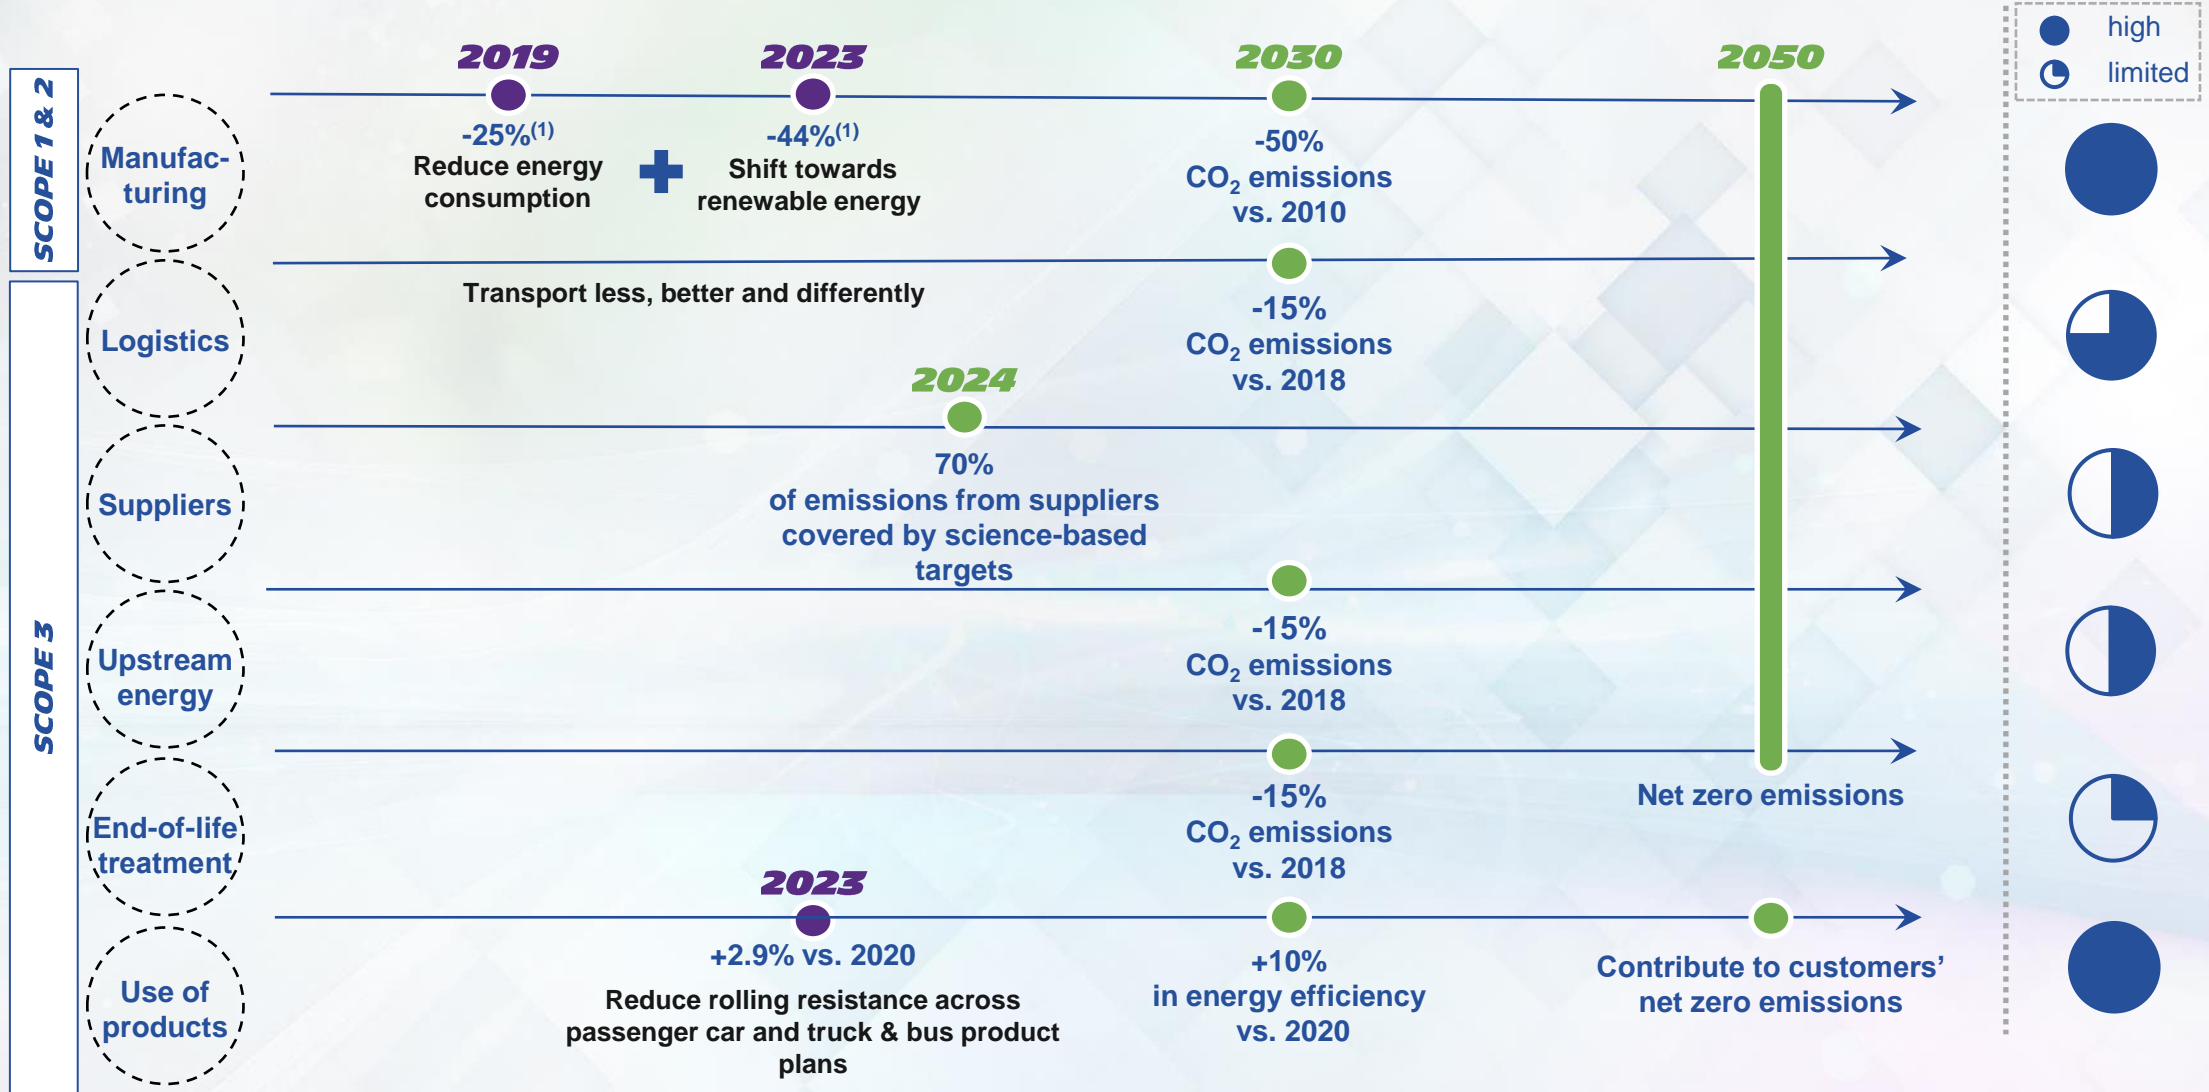 high
limited
SCOPE 1 & 2
2019
2023
2030
2050
Manufac-
turing
-25%(1)
Reduce energy
consumption
-44%(1)
Shift towards
renewable energy
-50%
CO2 emissions
vs. 2010
SCOPE 3
Logistics
Transport less, better and differently
-15%
CO2 emissions
vs. 2018
Suppliers
2024
70%
of emissions from suppliers
covered by science-based
targets
Upstream
energy
-15%
CO2 emissions
vs. 2018
End-of-life
treatment
-15%
CO2 emissions
vs. 2018
Net zero emissions
Use of
products
2023
+2.9% vs. 2020
Reduce rolling resistance across
passenger car and truck & bus product
plans
+10%
in energy efficiency
vs. 2020
Contribute to customers’
net zero emissions